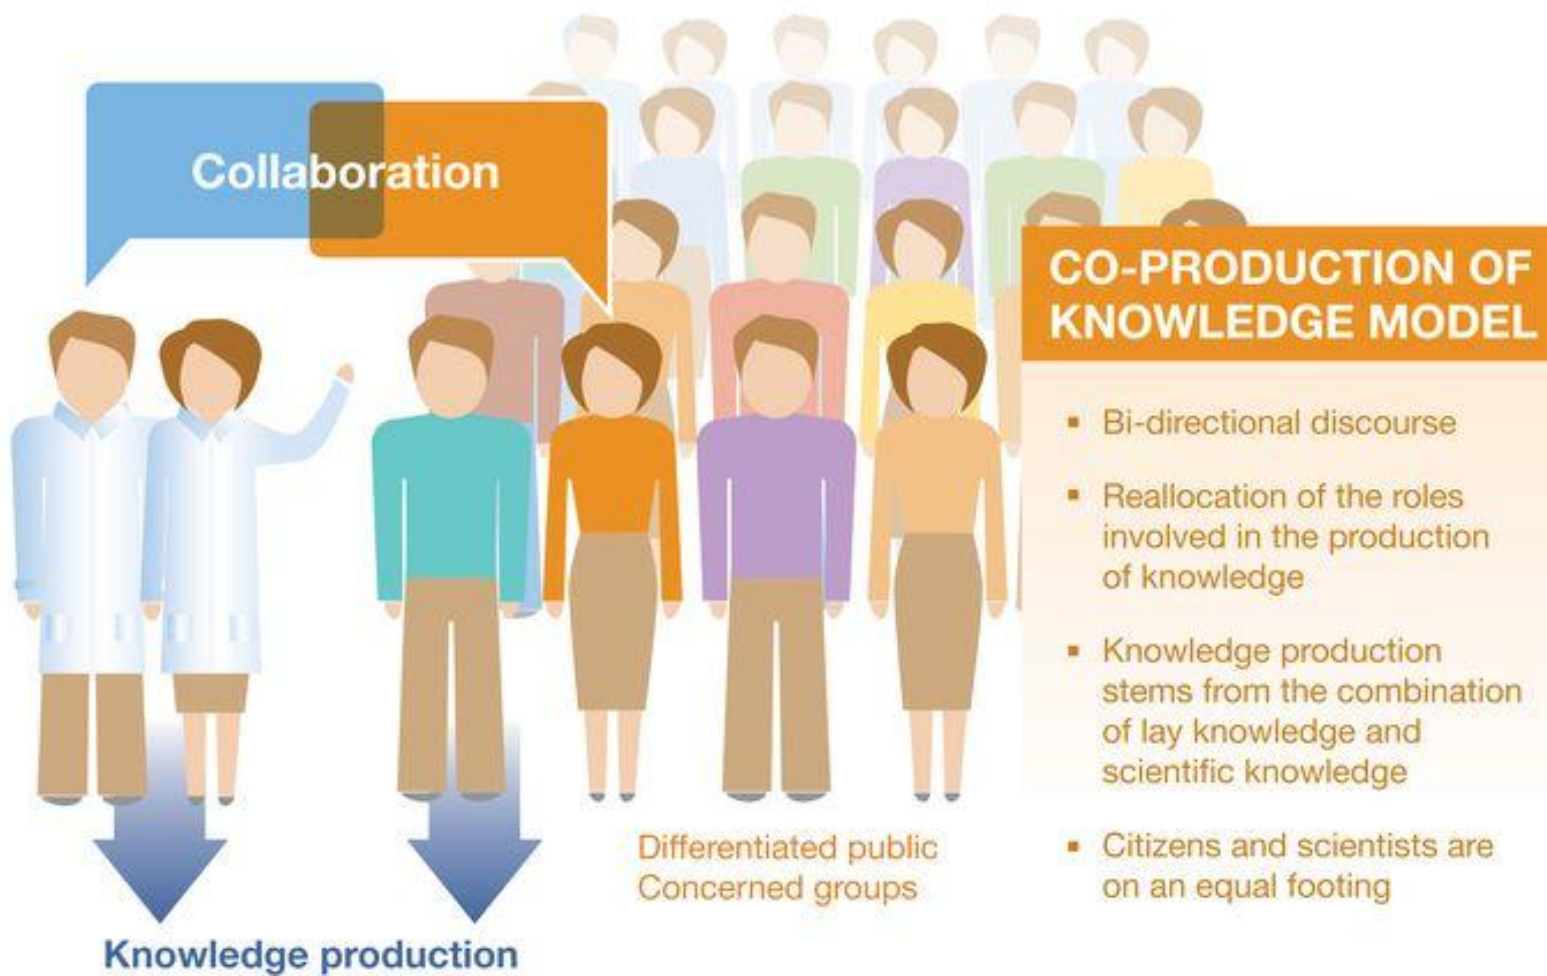 Collaboration
CO-PRODUCTION OF
KNOWLEDGE MODEL
▪ Bi-directional discourse
▪ Reallocation of the roles
involved in the production
of knowledge
▪ Knowledge production
stems from the combination
of lay knowledge and
scientific knowledge
▪ Citizens and scientists are
on an equal footing
Differentiated public
Concerned groups
Knowledge production